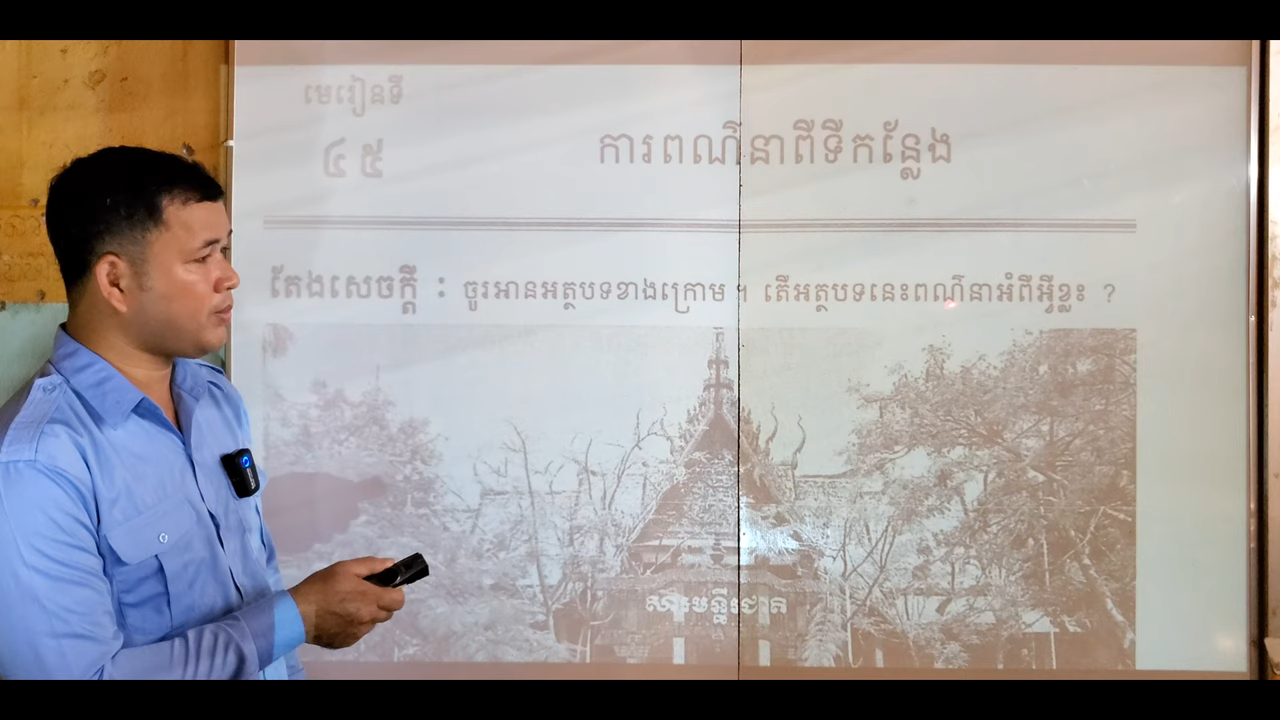 មេរៀនទី
៤៥
ការពណ៌នាពីទីកន្លែង
តែងសេចក្ដី ៖ ចូរអានអត្ថបទខាងក្រោម ។ តើអត្ថបទនេះពណ៌នាអំពីអ្វីខ្លះ ?
សារមន្ទីរជាតិ